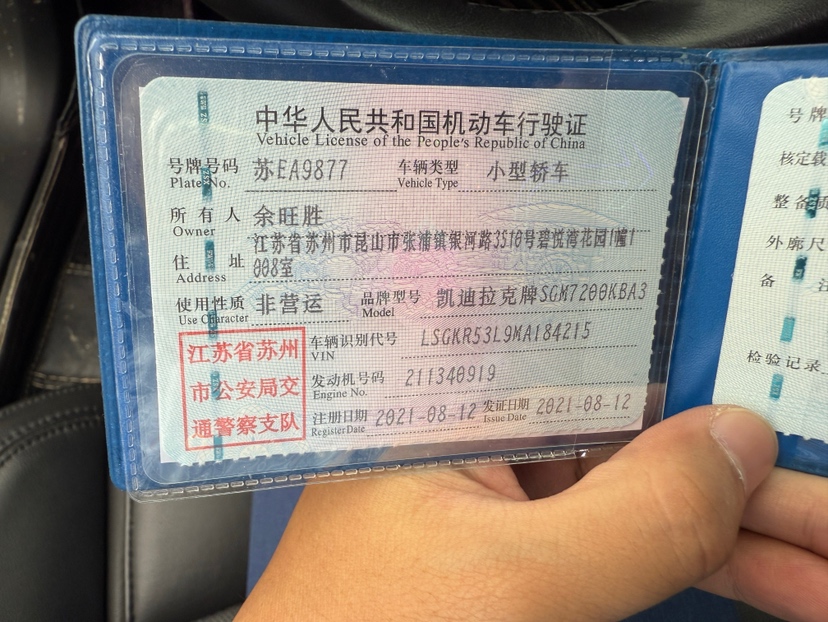 中华人民共和国机动车行驶证
Vehicle License of the People's Republic of China
号牌号码 苏EA9877 车辆类型 小型轿车
Plate No. Vehicle Type
所有人 余旺胜
Owner
住址 江苏省苏州市昆山市张浦镇银河路3510号碧悦湾花园1幢1
Address 008室
使用性质 非营运 品牌型号 凯迪拉克牌SGM7200KBA3
Use Character Model
车辆识别代号 LSGKR53L9MA184215
VIN
发动机号码 211340919
Engine No.
注册日期 2021-08-12 发证日期 2021-08-12
Register Date Issue Date
江苏省苏州
市公安局交
通警察支队
号牌
核定载
整备质
外廓尺
备注
检验记录